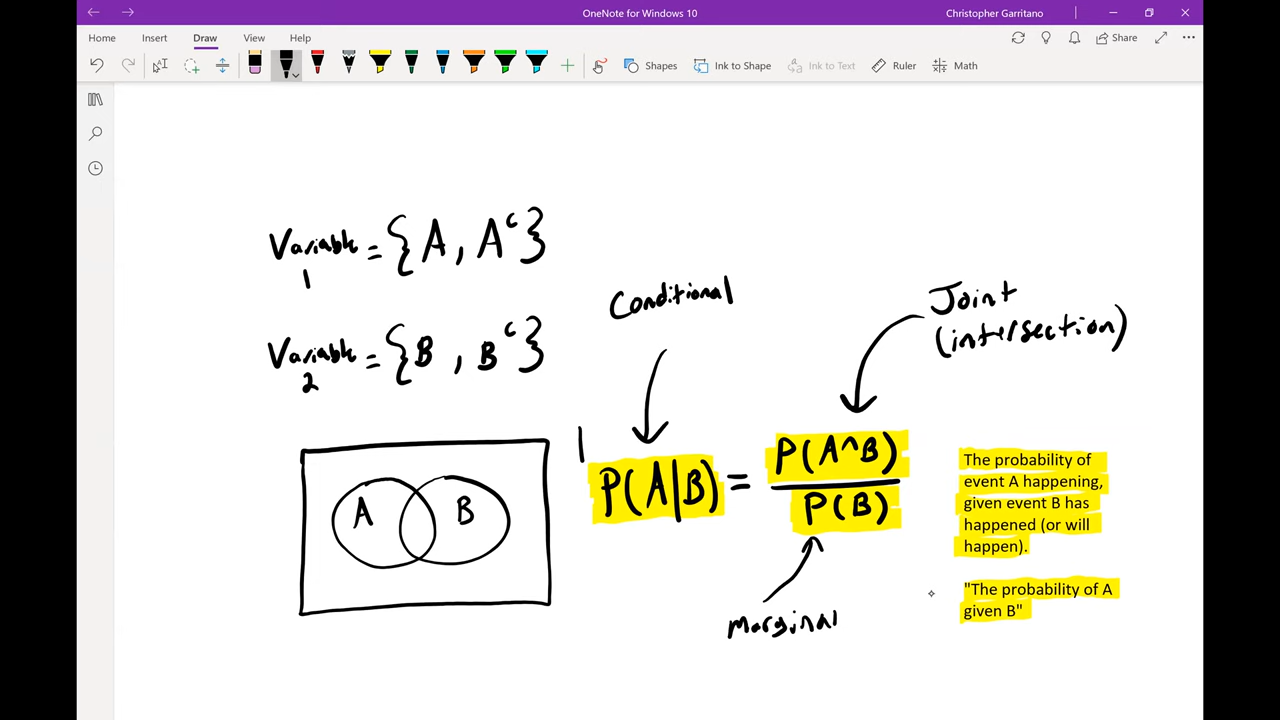 OneNote for Windows 10
Christopher Garritano
Home Insert Draw View Help
Share
Shapes Ink to Shape Ink to Text Ruler Math
Variable 1 = {A, Aᶜ}
Variable 2 = {B, Bᶜ}
Conditional
Joint
(intersection)
A B
P(A|B) = P(A^B)
P(B)
marginal
The probability of
event A happening,
given event B has
happened (or will
happen).
"The probability of A
given B"